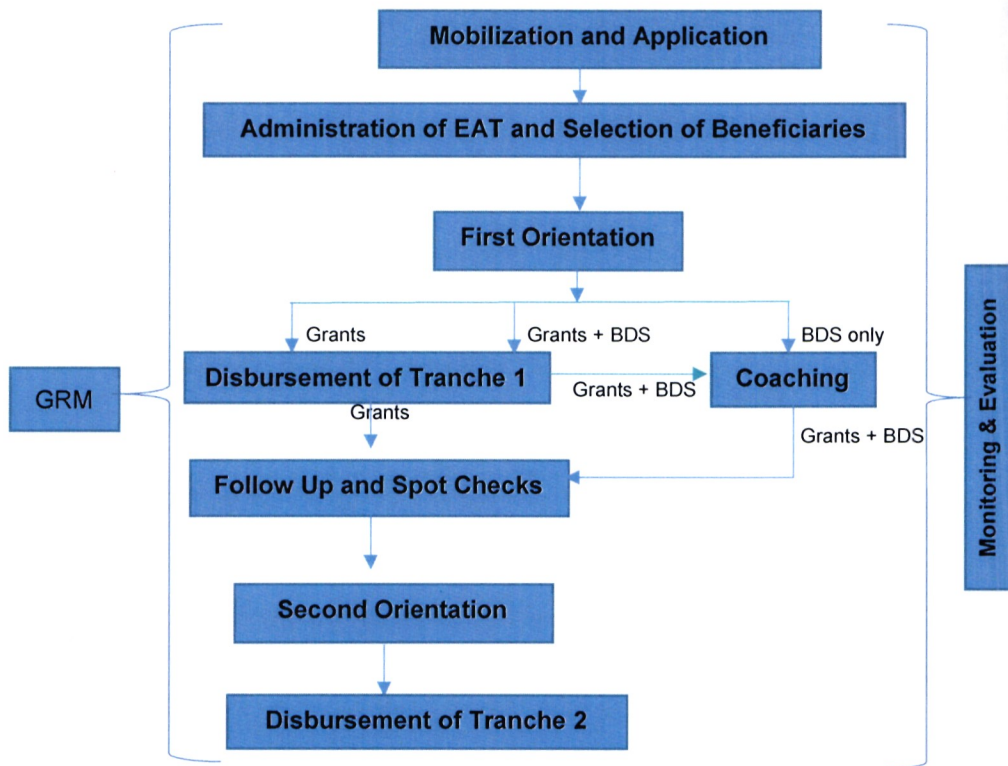 Mobilization and Application
Administration of EAT and Selection of Beneficiaries
First Orientation
Grants
Grants + BDS
BDS only
Disbursement of Tranche 1
Grants + BDS
Coaching
GRM
Grants
Grants + BDS
Monitoring & Evaluation
Follow Up and Spot Checks
Second Orientation
Disbursement of Tranche 2